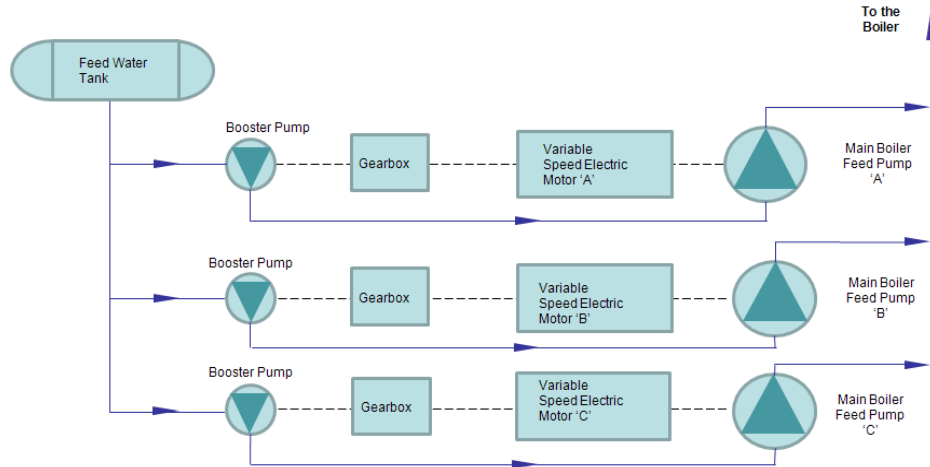 To the
Boiler
Feed Water
Tank
Booster Pump
Gearbox
Variable
Speed Electric
Motor ‘A’
Main Boiler
Feed Pump
‘A’
Booster Pump
Gearbox
Variable
Speed Electric
Motor ‘B’
Main Boiler
Feed Pump
‘B’
Booster Pump
Gearbox
Variable
Speed Electric
Motor ‘C’
Main Boiler
Feed Pump
‘C’